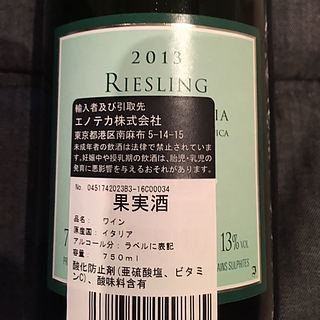 2013
RIESLING
IA
ICA
輸入者及び引取先
エノテカ株式会社
東京都港区南麻布 5-14-15
未成年者の飲酒は法律で禁止されています。妊娠中や授乳期の飲酒は、胎児・乳児の
発育に悪影響を与えるおそれがあります。
No. 0451742023B3-16C00034
果実酒
品名: ワイン
原産国: イタリア
アルコール分: ラベルに表記
容量: 750ml
酸化防止剤(亜硫酸塩、ビタミ
ンC)、酸味料含有
7
13% VOL
AINS SULPHITES